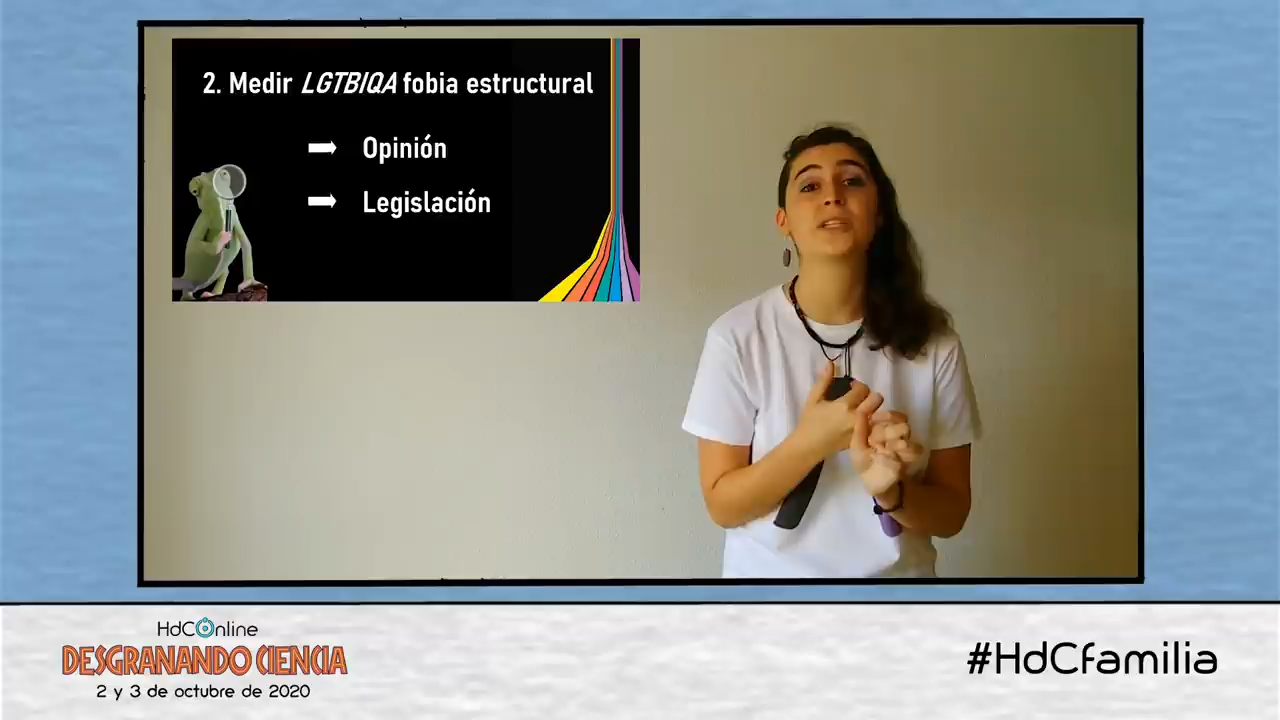 2. Medir LGTBIQA fobia estructural
Opinión
Legislación
HdCOnline
DESGRANANDO CIENCIA
2 y 3 de octubre de 2020
#HdCfamilia